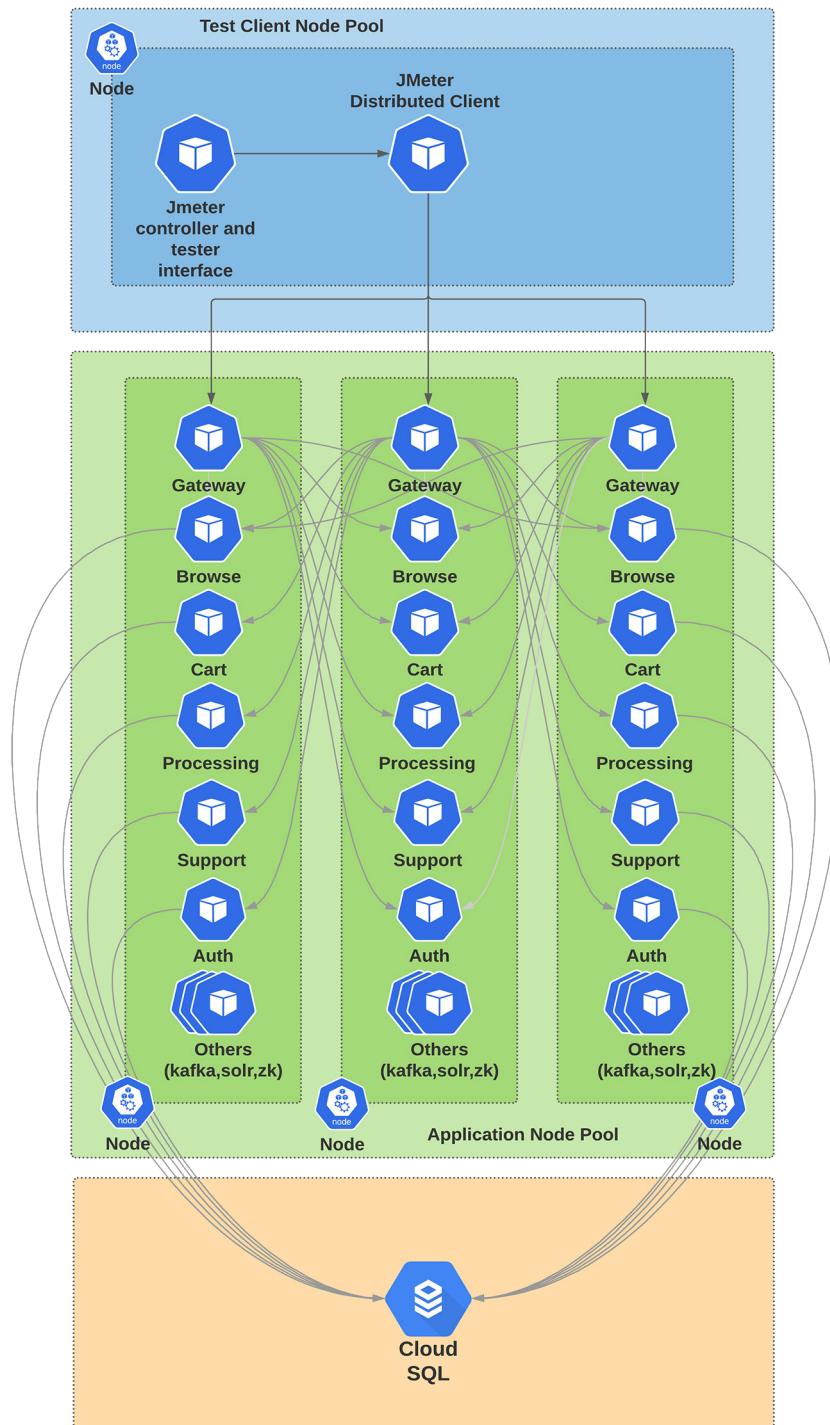 Test Client Node Pool
node
Node
JMeter
Distributed Client
Jmeter
controller and
tester
interface
Gateway
Gateway
Gateway
Browse
Browse
Browse
Cart
Cart
Cart
Processing
Processing
Processing
Support
Support
Support
Auth
Auth
Auth
Others
(kafka,solr,zk)
Others
(kafka,solr,zk)
Others
(kafka,solr,zk)
node
Node
node
Node
Application Node Pool
node
Node
Cloud
SQL